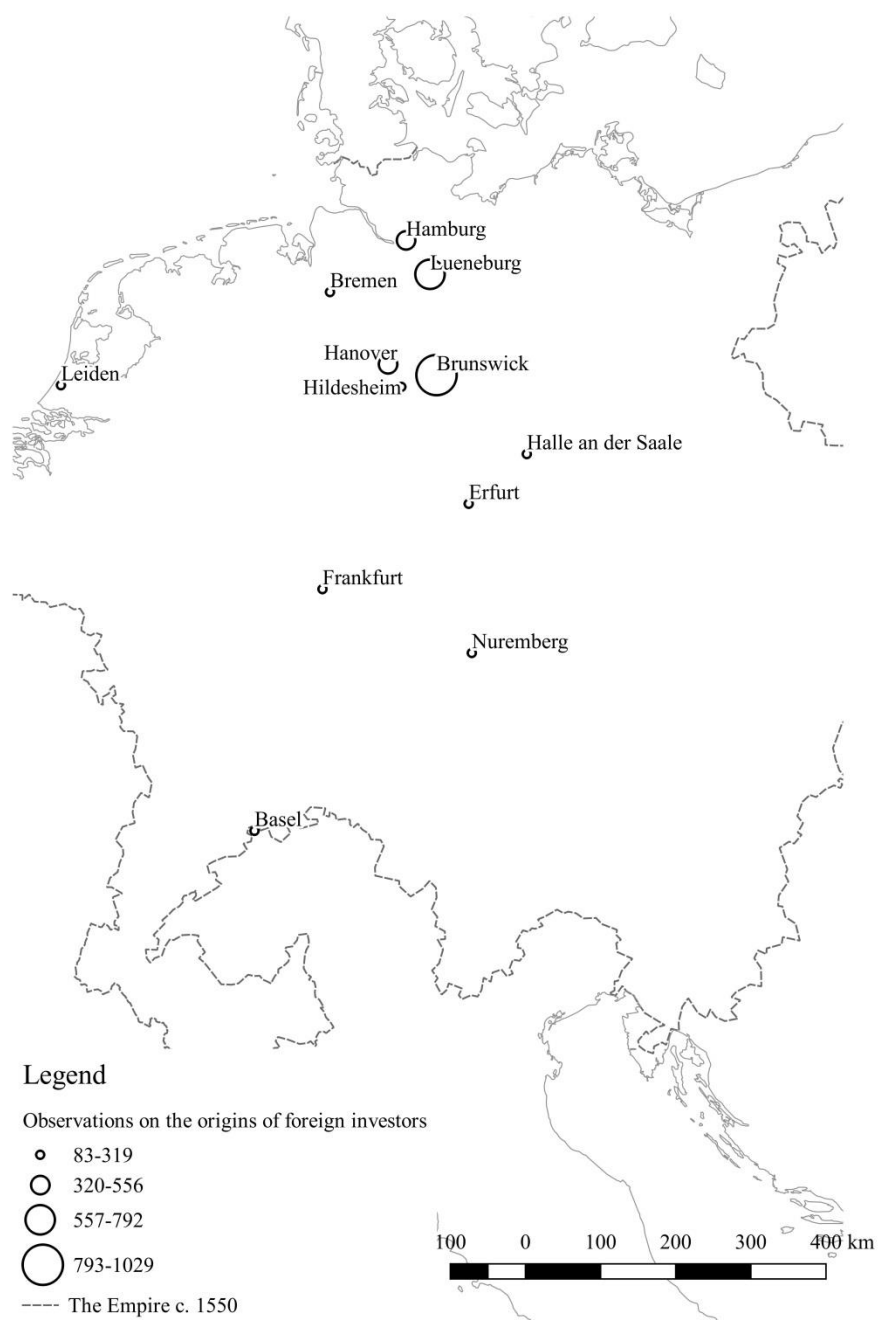 Hamburg
Lueneburg
Bremen
Hanover
Brunswick
Leiden
Hildesheim
Halle an der Saale
Erfurt
Frankfurt
Nuremberg
Basel
Legend
Observations on the origins of foreign investors
83-319
320-556
557-792
793-1029
The Empire c. 1550
100 0 100 200 300 400 km